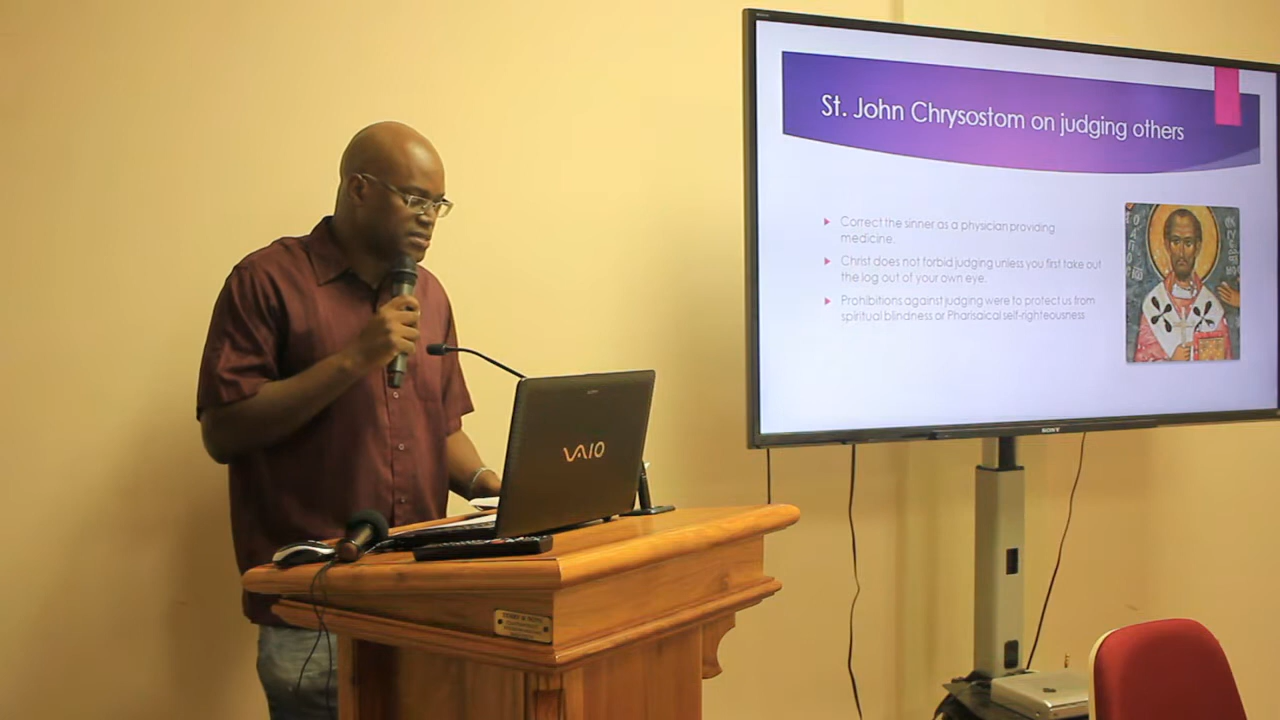 St. John Chrysostom on judging others
Correct the sinner as a physician providing
medicine.
Christ does not forbid judging unless you first take out
the log out of your own eye.
Prohibitions against judging were to protect us from
spiritual blindness or Pharisaical self-righteousness
SONY
VAIO